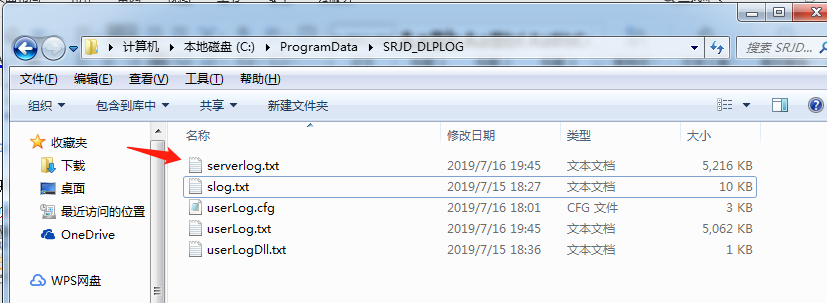 计算机 本地磁盘 (C:) ProgramData SRJD_DLPLOG 搜索 SRJD...
文件(F) 编辑(E) 查看(V) 工具(T) 帮助(H)
组织 包含到库中 共享 新建文件夹
名称 修改日期 类型 大小
收藏夹
下载
桌面
最近访问的位置
OneDrive
WPS网盘
serverlog.txt 2019/7/16 19:45 文本文档 5,216 KB
slog.txt 2019/7/15 18:27 文本文档 10 KB
userLog.cfg 2019/7/16 18:01 CFG 文件 3 KB
userLog.txt 2019/7/16 19:45 文本文档 5,062 KB
userLogDll.txt 2019/7/15 18:36 文本文档 1 KB